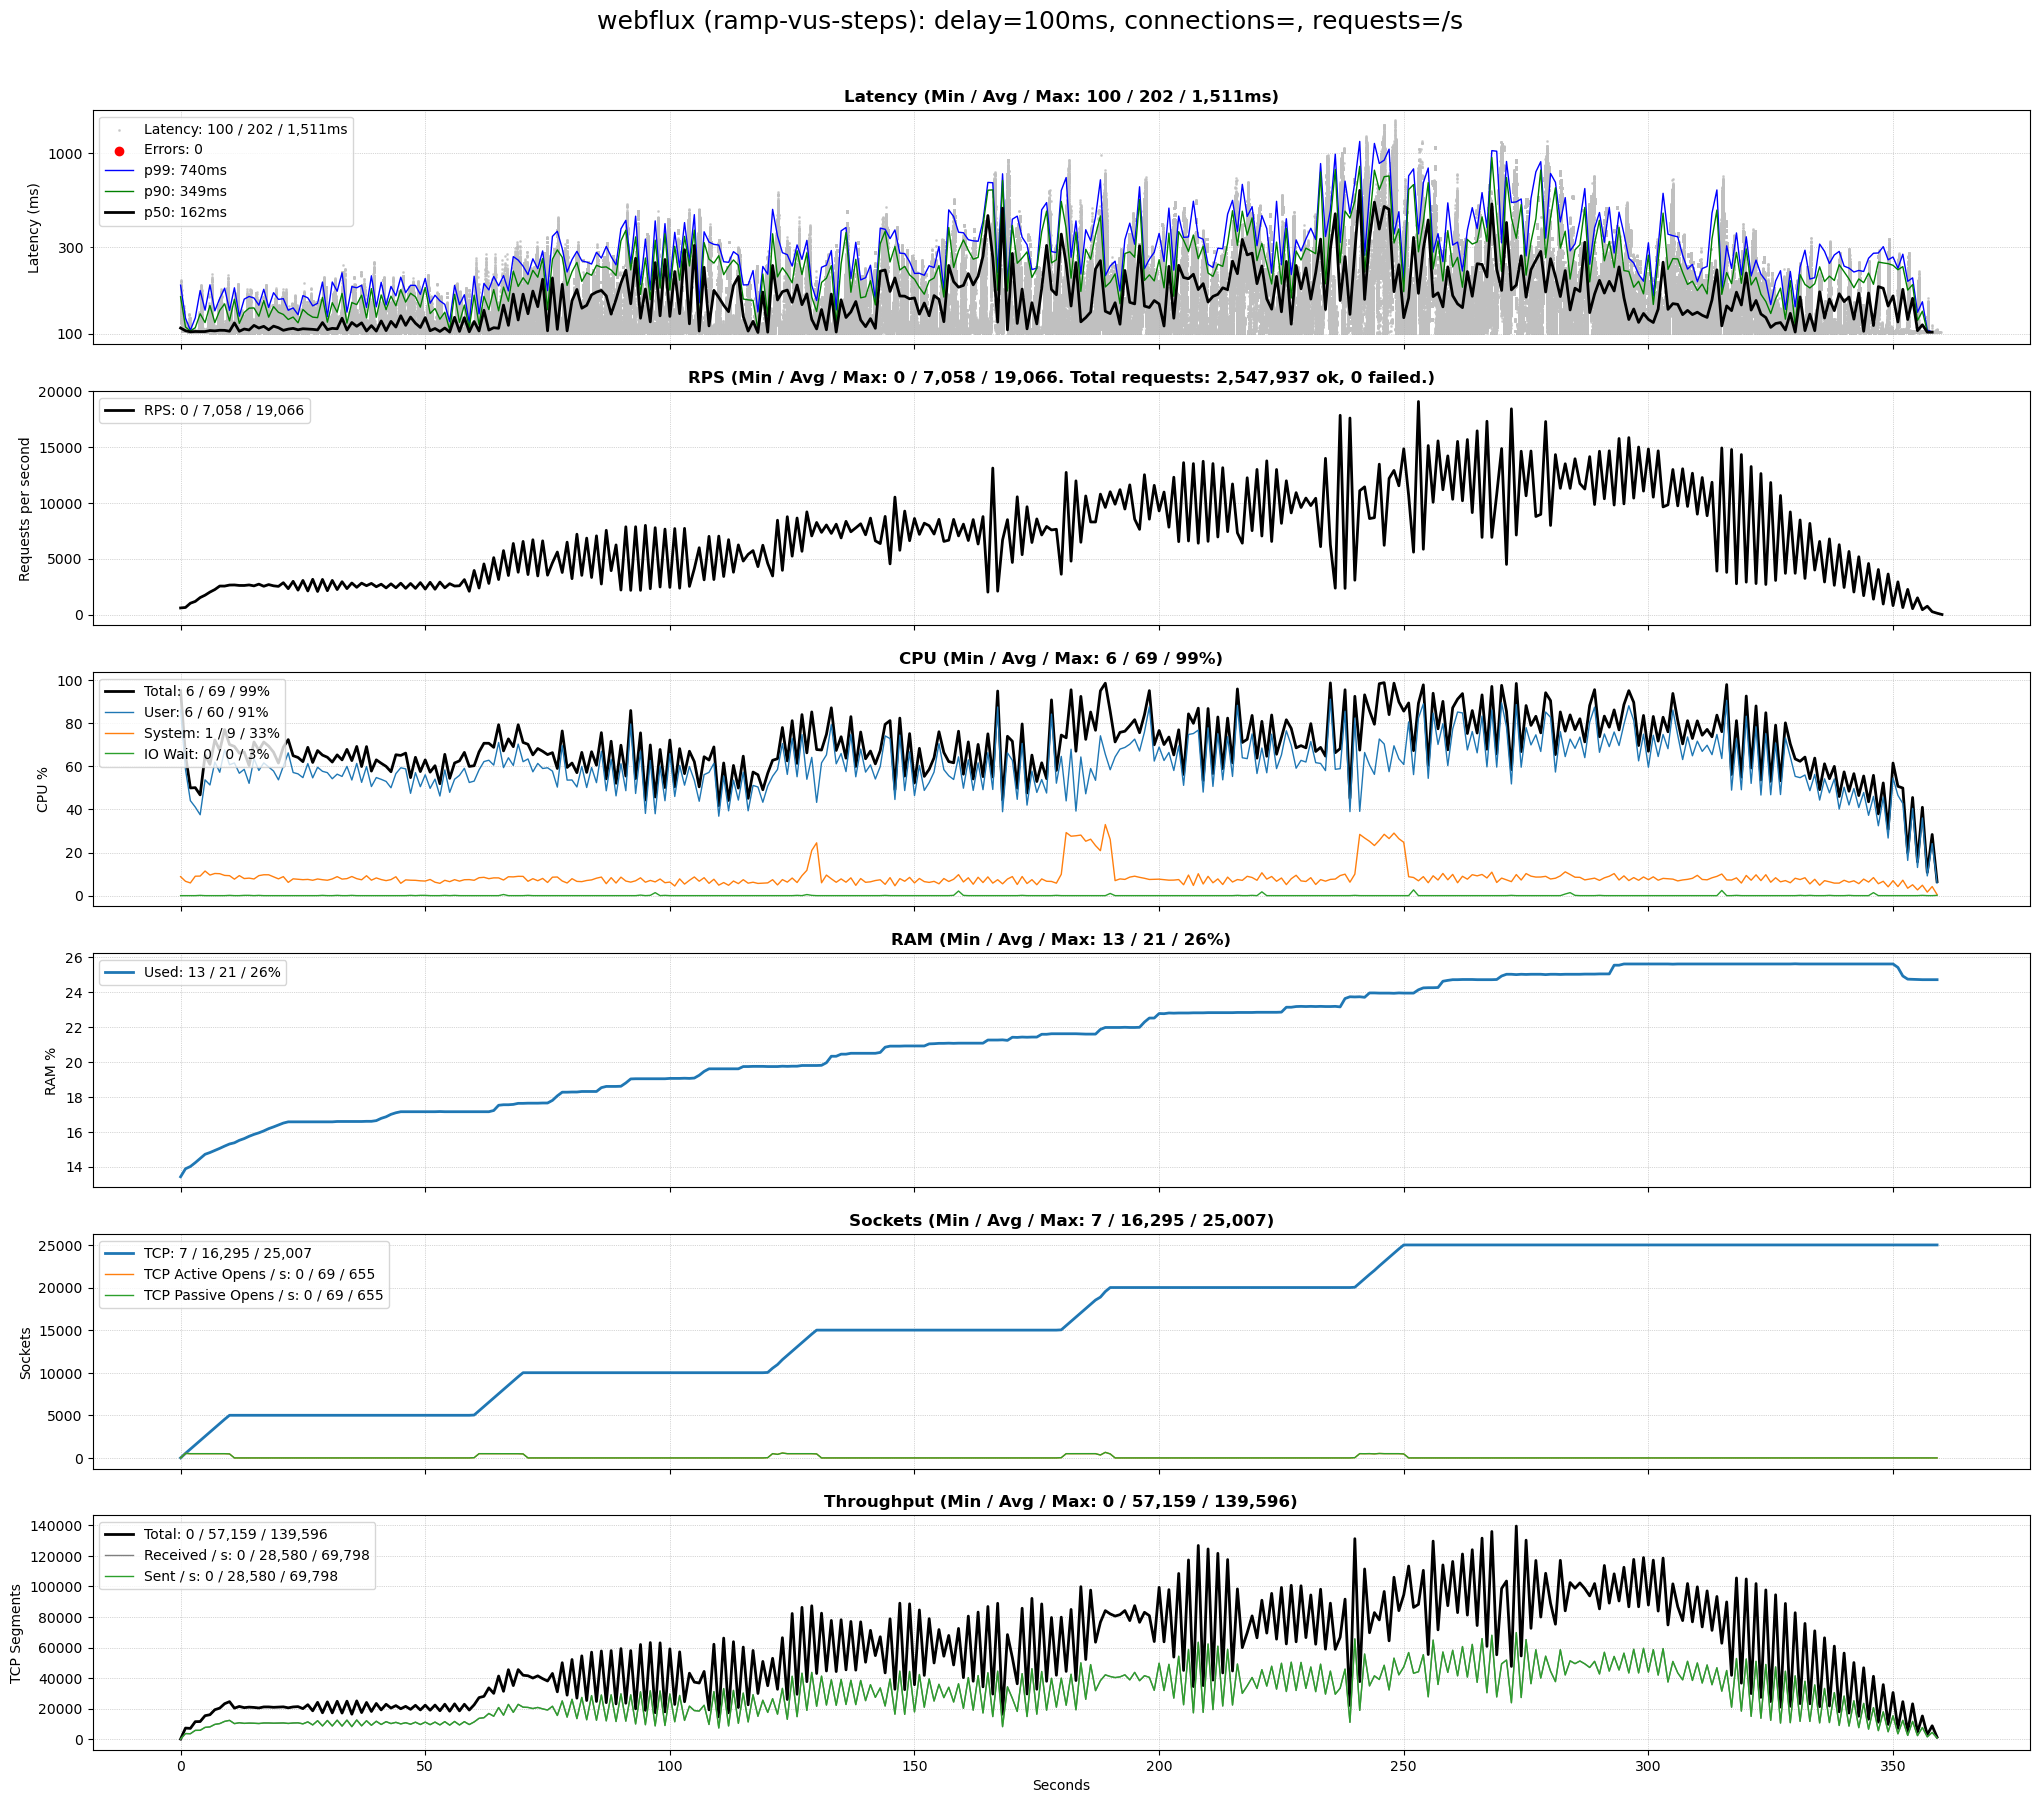 webflux (ramp-vus-steps): delay=100ms, connections=, requests=/s
Latency (Min / Avg / Max: 100 / 202 / 1,511ms)
Latency: 100 / 202 / 1,511ms
Errors: 0
p99: 740ms
p90: 349ms
p50: 162ms
Latency (ms)
1000
300
100
RPS (Min / Avg / Max: 0 / 7,058 / 19,066. Total requests: 2,547,937 ok, 0 failed.)
RPS: 0 / 7,058 / 19,066
Requests per second
20000
15000
10000
5000
0
CPU (Min / Avg / Max: 6 / 69 / 99%)
Total: 6 / 69 / 99%
User: 6 / 60 / 91%
System: 1 / 9 / 33%
IO Wait: 0 / 0 / 3%
CPU %
100
80
60
40
20
0
RAM (Min / Avg / Max: 13 / 21 / 26%)
Used: 13 / 21 / 26%
RAM %
26
24
22
20
18
16
14
Sockets (Min / Avg / Max: 7 / 16,295 / 25,007)
TCP: 7 / 16,295 / 25,007
TCP Active Opens / s: 0 / 69 / 655
TCP Passive Opens / s: 0 / 69 / 655
Sockets
25000
20000
15000
10000
5000
0
Throughput (Min / Avg / Max: 0 / 57,159 / 139,596)
Total: 0 / 57,159 / 139,596
Received / s: 0 / 28,580 / 69,798
Sent / s: 0 / 28,580 / 69,798
TCP Segments
140000
120000
100000
80000
60000
40000
20000
0
0 50 100 150 200 250 300 350
Seconds